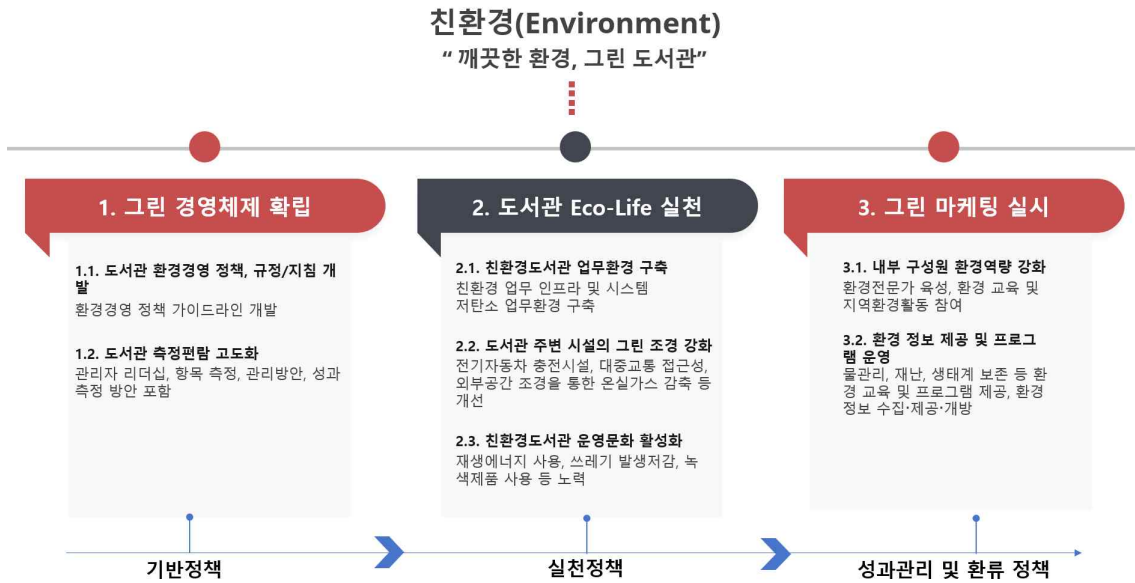 친환경(Environment)
“ 깨끗한 환경, 그린 도서관”
1. 그린 경영체제 확립
1.1. 도서관 환경경영 정책, 규정/지침 개
발
환경경영 정책 가이드라인 개발
1.2. 도서관 측정편람 고도화
관리자 리더십, 항목 측정, 관리방안, 성과
측정 방안 포함
2. 도서관 Eco-Life 실천
2.1. 친환경도서관 업무환경 구축
친환경 업무 인프라 및 시스템
저탄소 업무환경 구축
2.2. 도서관 주변 시설의 그린 조경 강화
전기자동차 충전시설, 대중교통 접근성,
외부공간 조경을 통한 온실가스 감축 등
개선
2.3. 친환경도서관 운영문화 활성화
재생에너지 사용, 쓰레기 발생저감, 녹
색제품 사용 등 노력
3. 그린 마케팅 실시
3.1. 내부 구성원 환경역량 강화
환경전문가 육성, 환경 교육 및
지역환경활동 참여
3.2. 환경 정보 제공 및 프로그
램 운영
물관리, 재난, 생태계 보존 등 환
경 교육 및 프로그램 제공, 환경
정보 수집·제공·개방
기반정책
실천정책
성과관리 및 환류 정책